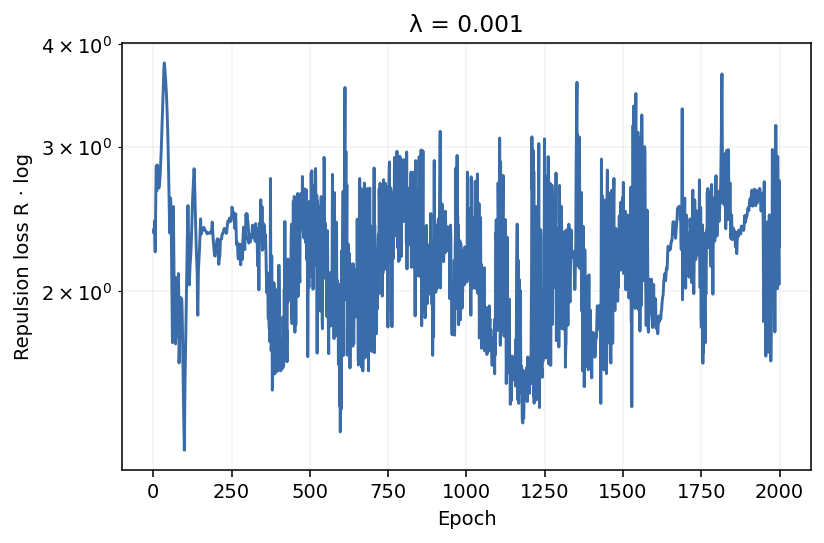 λ = 0.001
Repulsion loss R · log
4 × 10⁰
3 × 10⁰
2 × 10⁰
0 250 500 750 1000 1250 1500 1750 2000
Epoch